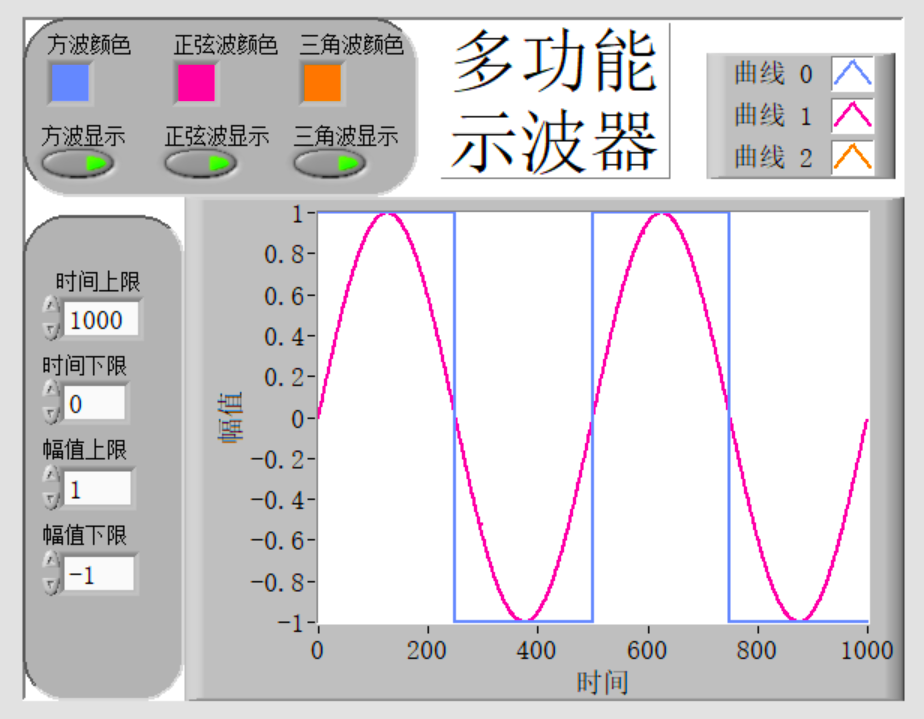 方波颜色 正弦波颜色 三角波颜色
方波显示 正弦波显示 三角波显示
多功能
示波器
曲线 0
曲线 1
曲线 2
时间上限
1000
时间下限
0
幅值上限
1
幅值下限
-1
幅值
1
0.8
0.6
0.4
0.2
0
-0.2
-0.4
-0.6
-0.8
-1
0 200 400 600 800 1000
时间